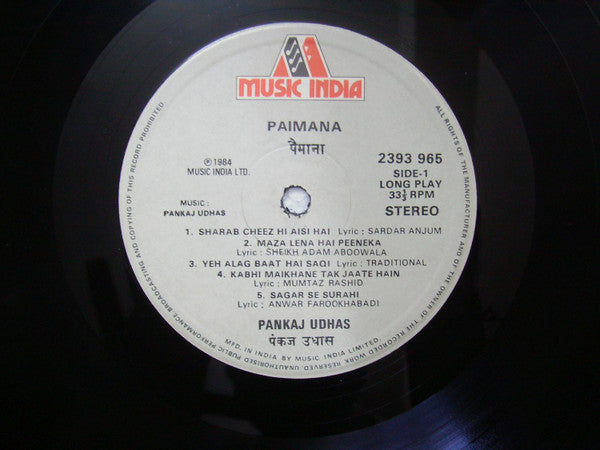 MUSIC INDIA
PAIMANA
पैमाना
℗ 1984
MUSIC INDIA LTD.
2393 965
SIDE-1
LONG PLAY
33⅓ RPM
STEREO
MUSIC :
PANKAJ UDHAS
1. SHARAB CHEEZ HI AISI HAI Lyric : SARDAR ANJUM
2. MAZA LENA HAI PEENEKA
Lyric : SHEIKH ADAM ABOOWALA
3. YEH ALAG BAAT HAI SAQI Lyric : TRADITIONAL
4. KABHI MAIKHANE TAK JAATE HAIN
Lyric : MUMTAZ RASHID
5. SAGAR SE SURAHI
Lyric : ANWAR FAROOKHABADI
PANKAJ UDHAS
पंकज उधास
MFD. IN INDIA BY MUSIC INDIA LIMITED.
ALL RIGHTS OF THE MANUFACTURER AND OF THE OWNER OF THE RECORDED WORK RESERVED. UNAUTHORISED PUBLIC PERFORMANCE BROADCASTING AND COPYING OF THIS RECORD PROHIBITED